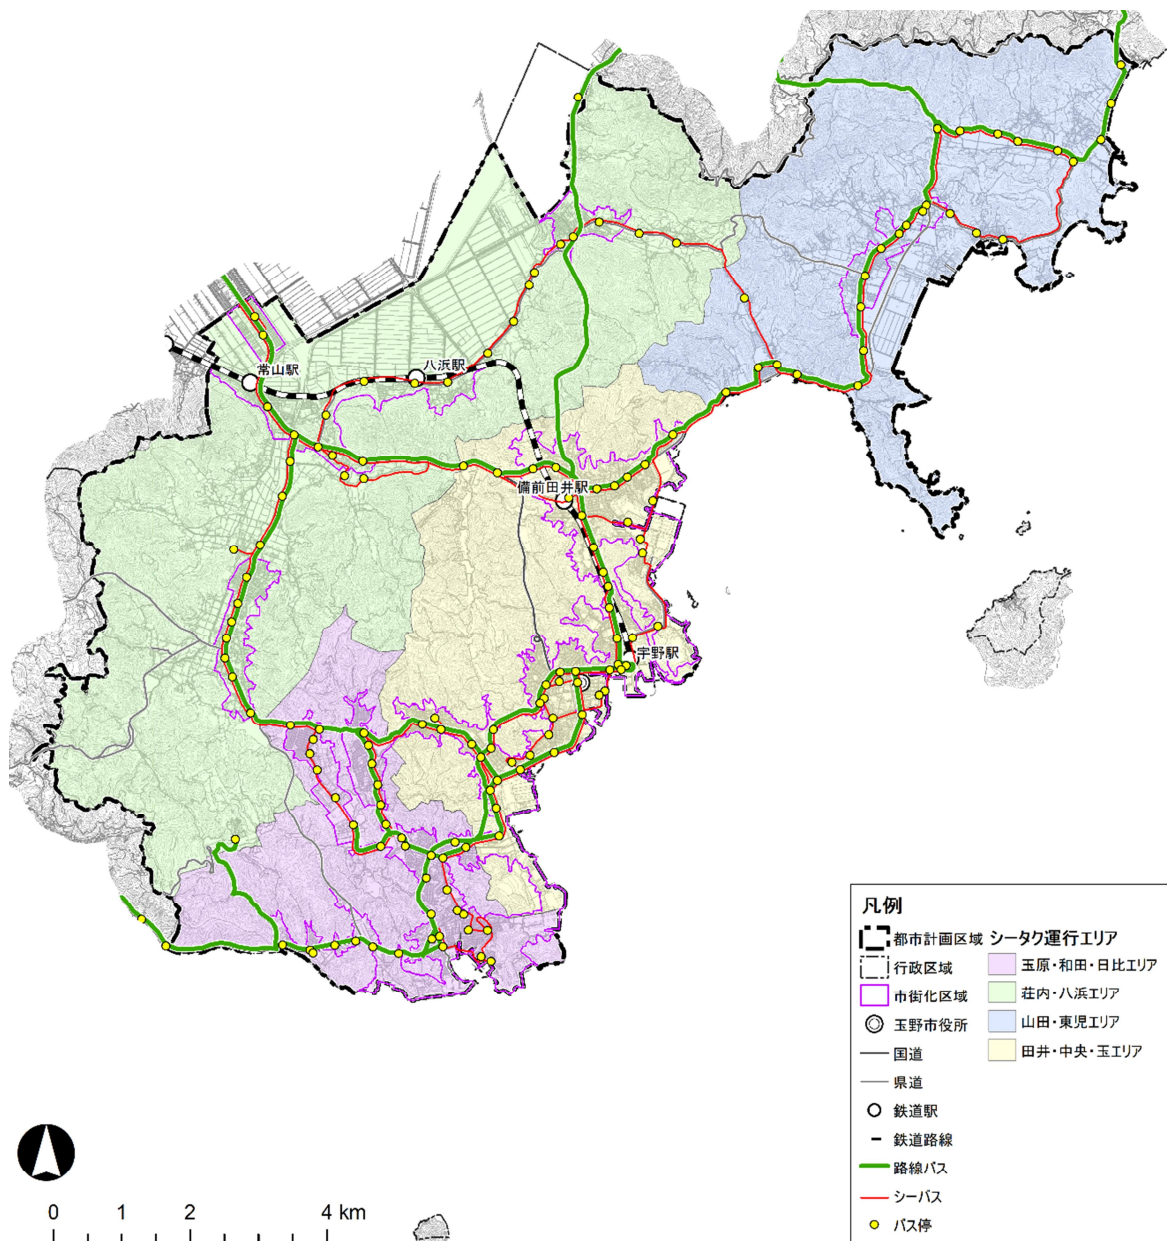 常山駅
八浜駅
備前田井駅
宇野駅
凡例
都市計画区域
行政区域
市街化区域
玉野市役所
国道
県道
鉄道駅
鉄道路線
路線バス
シーバス
バス停
シータク運行エリア
玉原・和田・日比エリア
荘内・八浜エリア
山田・東児エリア
田井・中央・玉エリア
0 1 2 4 km